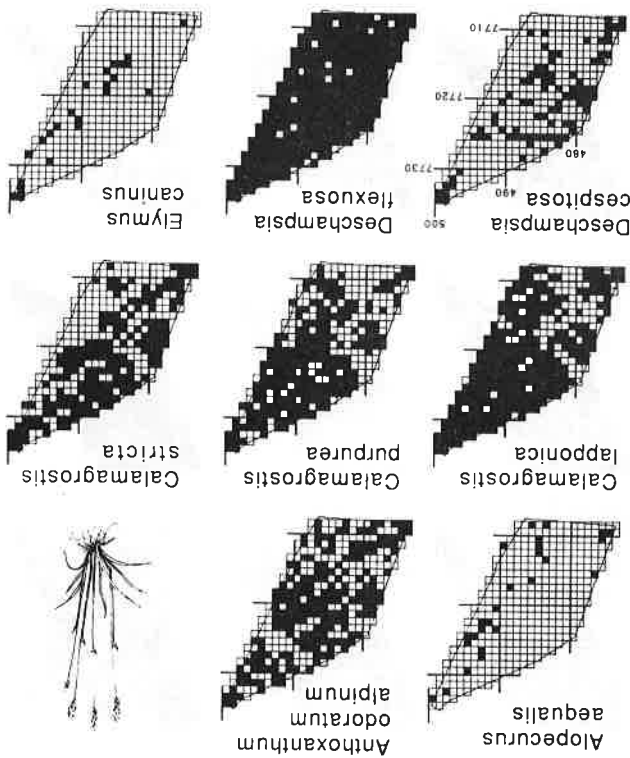 Alopecurus
aequalis
Anthoxanthum
odoratum
alpinum
Calamagrostis
lapponica
Calamagrostis
purpurea
Calamagrostis
stricta
Deschampsia
cespitosa
500
490
7730
480
7720
7710
Deschampsia
flexuosa
Elymus
caninus